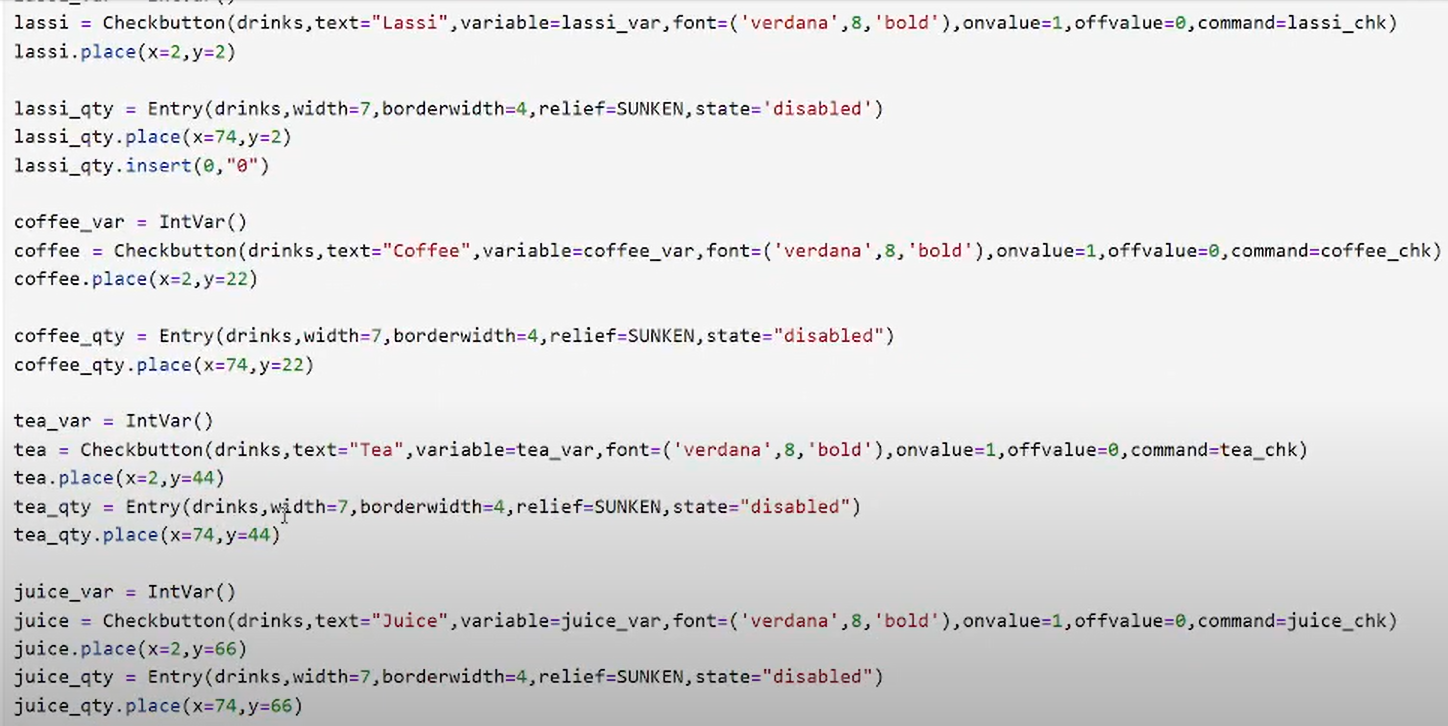 lassi = Checkbutton(drinks,text="Lassi",variable=lassi_var,font=('verdana',8,'bold'),onvalue=1,offvalue=0,command=lassi_chk)
lassi.place(x=2,y=2)
lassi_qty = Entry(drinks,width=7,borderwidth=4,relief=SUNKEN,state='disabled')
lassi_qty.place(x=74,y=2)
lassi_qty.insert(0,"0")
coffee_var = IntVar()
coffee = Checkbutton(drinks,text="Coffee",variable=coffee_var,font=('verdana',8,'bold'),onvalue=1,offvalue=0,command=coffee_chk)
coffee.place(x=2,y=22)
coffee_qty = Entry(drinks,width=7,borderwidth=4,relief=SUNKEN,state="disabled")
coffee_qty.place(x=74,y=22)
tea_var = IntVar()
tea = Checkbutton(drinks,text="Tea",variable=tea_var,font=('verdana',8,'bold'),onvalue=1,offvalue=0,command=tea_chk)
tea.place(x=2,y=44)
tea_qty = Entry(drinks,width=7,borderwidth=4,relief=SUNKEN,state="disabled")
tea_qty.place(x=74,y=44)
juice_var = IntVar()
juice = Checkbutton(drinks,text="Juice",variable=juice_var,font=('verdana',8,'bold'),onvalue=1,offvalue=0,command=juice_chk)
juice.place(x=2,y=66)
juice_qty = Entry(drinks,width=7,borderwidth=4,relief=SUNKEN,state="disabled")
juice_qty.place(x=74,y=66)